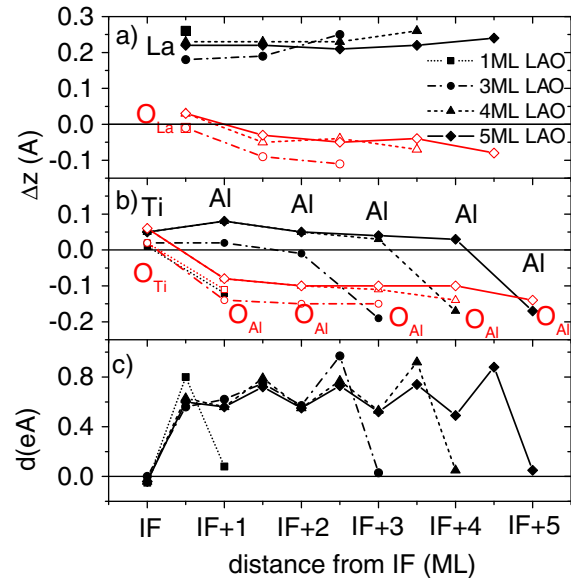 0.3
a)
0.2
La
1ML LAO
3ML LAO
0.1
4ML LAO
5ML LAO
0.0
O La
-0.1
Δz (A)
b)
Ti
Al
Al
Al
Al
Al
0.1
0.0
-0.1
-0.2
O Ti
O Al
O Al
O Al
O Al
O Al
c)
0.8
0.4
0.0
d(eA)
IF IF+1 IF+2 IF+3 IF+4 IF+5
distance from IF (ML)